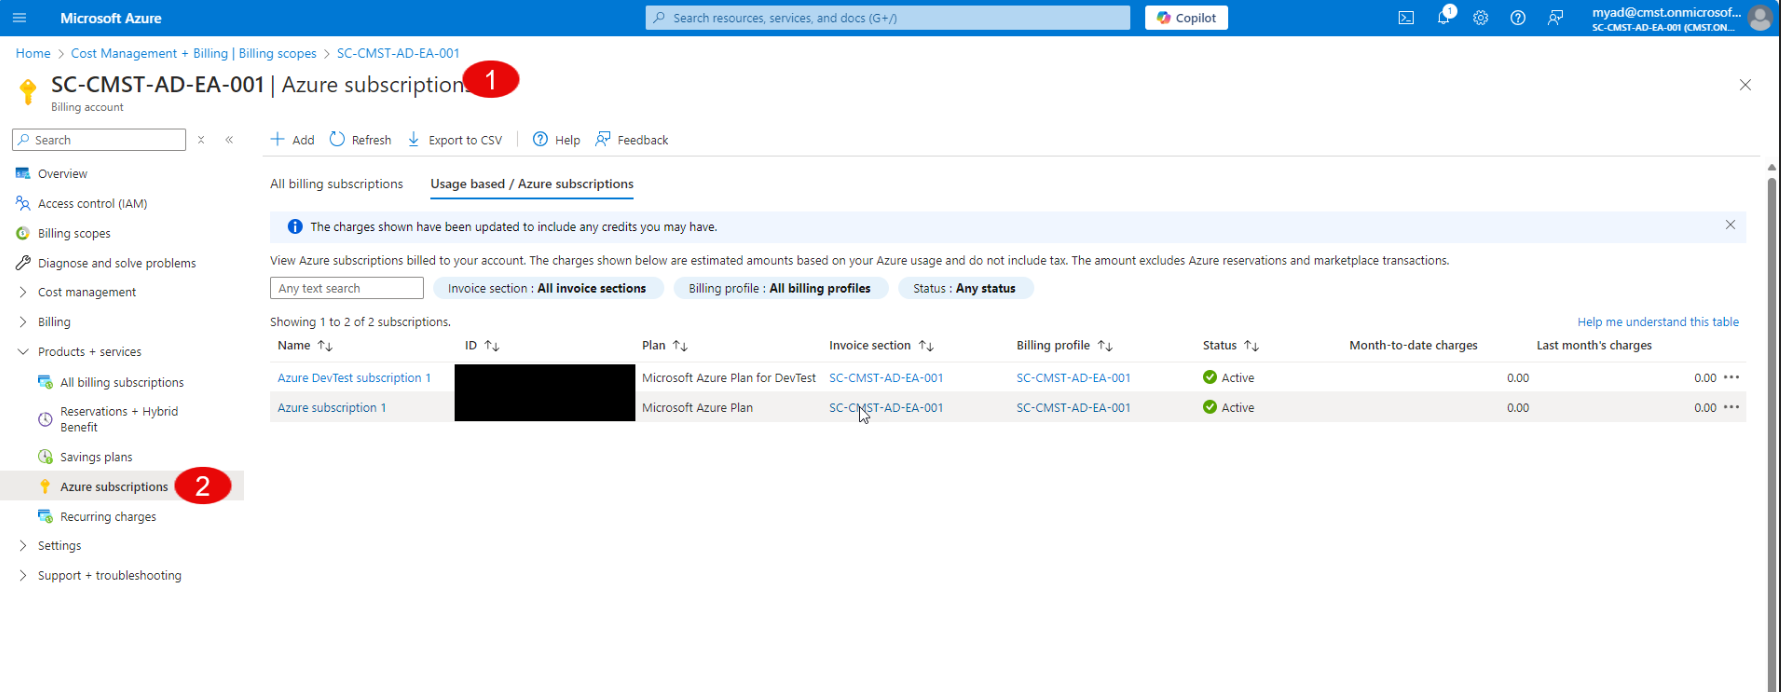 Microsoft Azure
Search resources, services, and docs (G+/)
Copilot
1
myad@cmst.onmicrosof...
SC-CMST-AD-EA-001 (CMST.ON...
Home > Cost Management + Billing | Billing scopes > SC-CMST-AD-EA-001
SC-CMST-AD-EA-001 | Azure subscriptions
1
Billing account
Search
Add Refresh Export to CSV Help Feedback
Overview
Access control (IAM)
Billing scopes
Diagnose and solve problems
Cost management
Billing
Products + services
All billing subscriptions
Reservations + Hybrid
Benefit
Savings plans
Azure subscriptions
2
Recurring charges
Settings
Support + troubleshooting
All billing subscriptions Usage based / Azure subscriptions
The charges shown have been updated to include any credits you may have.
View Azure subscriptions billed to your account. The charges shown below are estimated amounts based on your Azure usage and do not include tax. The amount excludes Azure reservations and marketplace transactions.
Any text search Invoice section : All invoice sections Billing profile : All billing profiles Status : Any status
Showing 1 to 2 of 2 subscriptions. Help me understand this table
Name ID Plan Invoice section Billing profile Status Month-to-date charges Last month's charges
Azure DevTest subscription 1 Microsoft Azure Plan for DevTest SC-CMST-AD-EA-001 SC-CMST-AD-EA-001 Active 0.00 0.00 ...
Azure subscription 1 Microsoft Azure Plan SC-CMST-AD-EA-001 SC-CMST-AD-EA-001 Active 0.00 0.00 ...